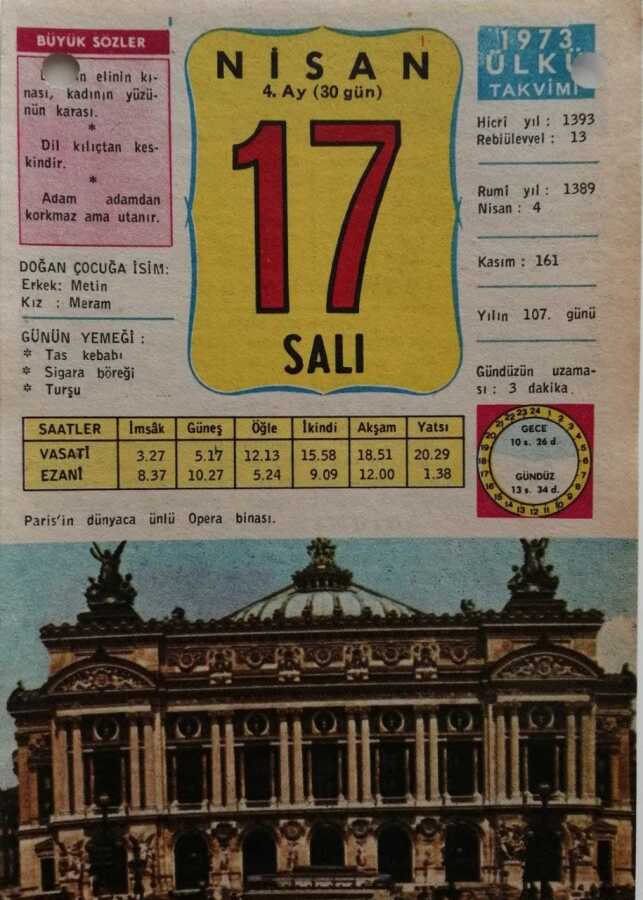 BÜYÜK SÖZLER
n elinin kı-
nası, kadının yüzü-
nün karası.
*
Dil kılıçtan kes-
kindir.
*
Adam adamdan
korkmaz ama utanır.
DOĞAN ÇOCUĞA İSİM:
Erkek: Metin
Kız : Meram
GÜNÜN YEMEĞİ :
* Tas kebabı
* Sigara böreği
* Turşu
NİSAN
4. Ay (30 gün)
17
SALI
1973
ÜLKÜ
TAKVİMİ
Hicrî yıl : 1393
Rebiülevvel : 13
Rumî yıl : 1389
Nisan : 4
Kasım : 161
Yılın 107. günü
Gündüzün uzama-
sı : 3 dakika
SAATLER İmsâk Güneş Öğle İkindi Akşam Yatsı
VASATİ 3.27 5.17 12.13 15.58 18.51 20.29
EZANİ 8.37 10.27 5.24 9.09 12.00 1.38
GECE
10 s. 26 d.
GÜNDÜZ
13 s. 34 d.
Paris'in dünyaca ünlü Opera binası.